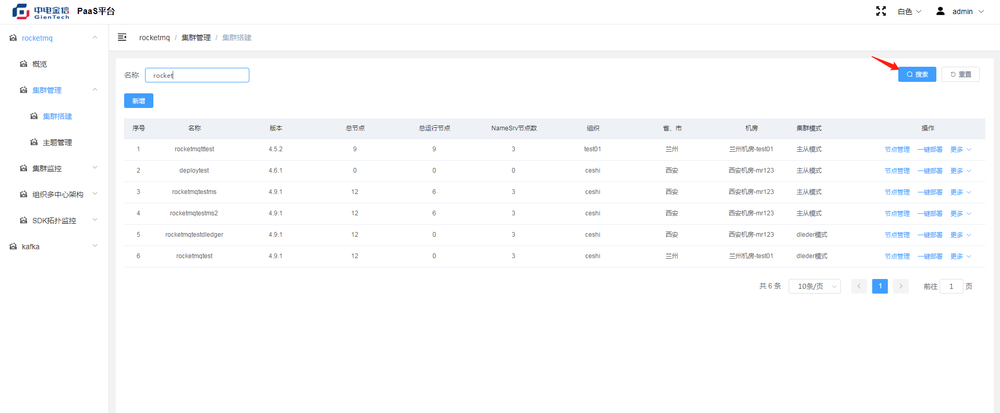 中电金信
GienTech
PaaS平台
白色
admin
rocketmq
概览
集群管理
集群搭建
主题管理
集群监控
组织多中心架构
SDK拓扑监控
kafka
rocketmq / 集群管理 / 集群搭建
名称 rocket 搜索 重置
新增
序号 名称 版本 总节点 总运行节点 NameSrv节点数 组织 省、市 机房 集群模式 操作
1 rocketmqtttest 4.5.2 9 9 3 test01 兰州 兰州机房-test01 主从模式 节点管理 一键部署 更多
2 deploytest 4.6.1 0 0 0 ceshi 西安 西安机房-mr123 主从模式 节点管理 一键部署 更多
3 rocketmqtestms 4.9.1 12 6 3 ceshi 西安 西安机房-mr123 主从模式 节点管理 一键部署 更多
4 rocketmqtestms2 4.9.1 12 6 3 ceshi 西安 西安机房-mr123 主从模式 节点管理 一键部署 更多
5 rocketmqtestdledger 4.9.1 12 0 3 ceshi 西安 西安机房-mr123 dleder模式 节点管理 一键部署 更多
6 rocketmqtest 4.9.1 12 0 3 ceshi 兰州 兰州机房-test01 dleder模式 节点管理 一键部署 更多
共 6 条 10条/页 1 前往 1 页